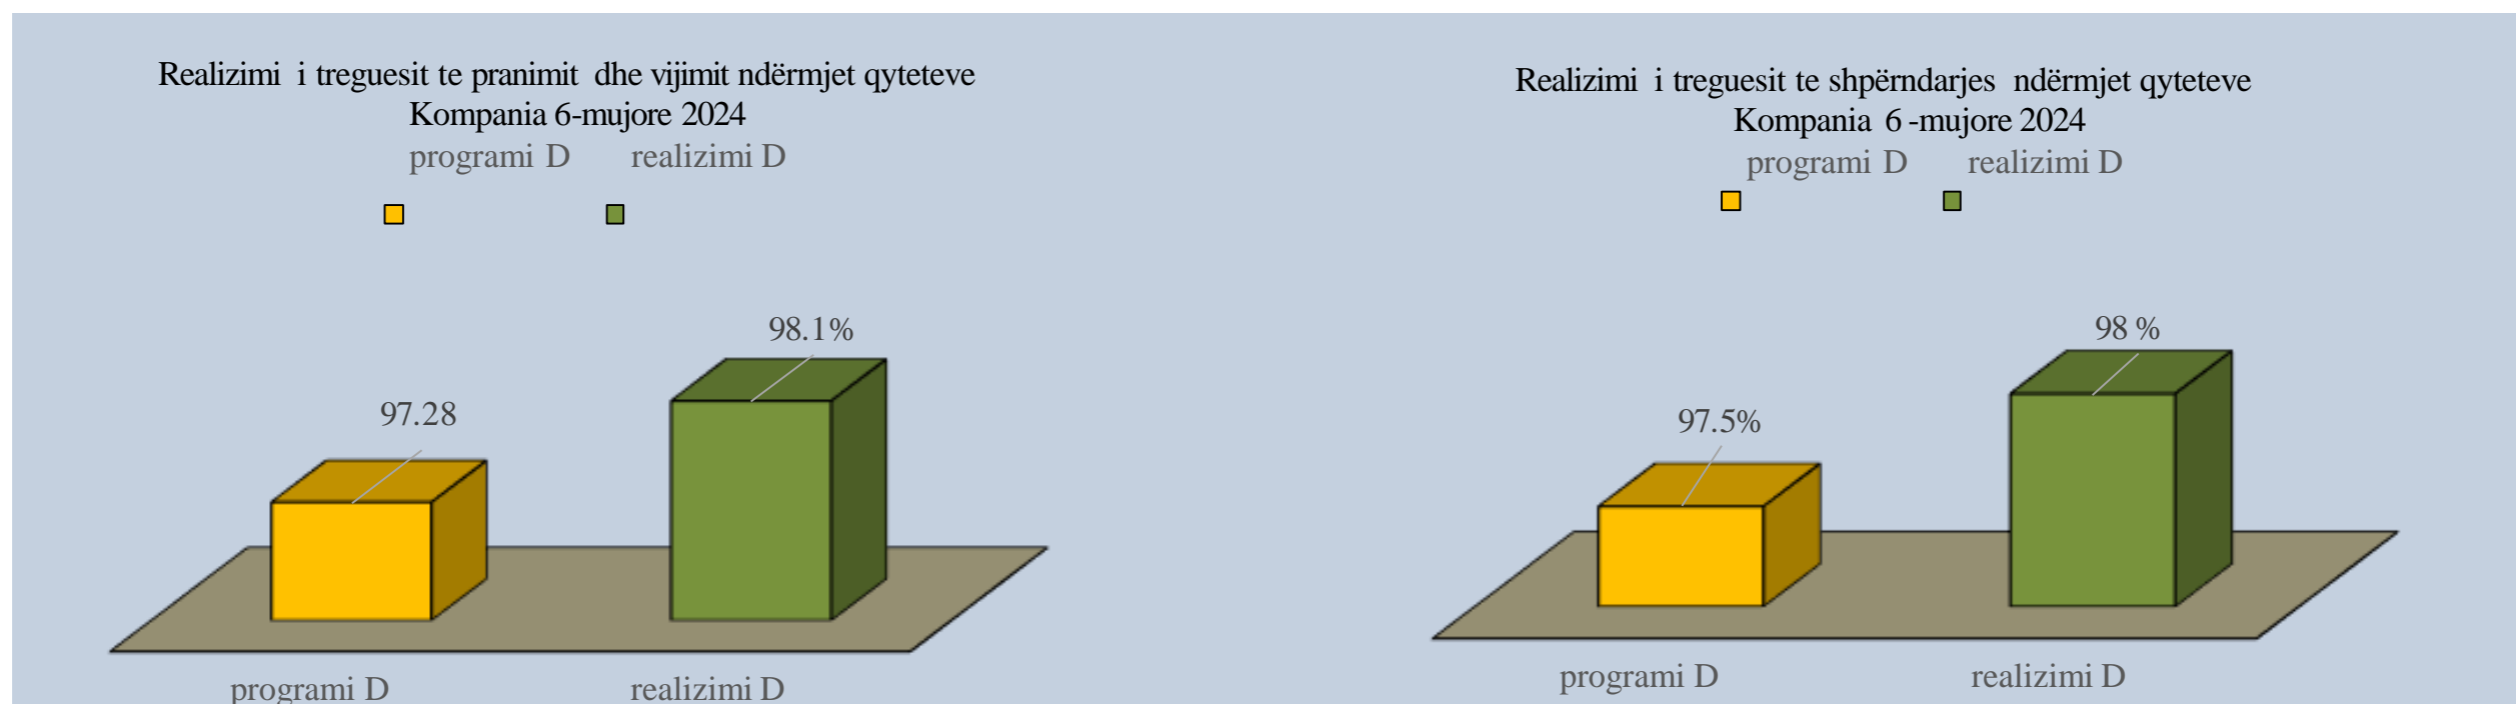 Realizimi i treguesit te pranimit dhe vijimit ndërmjet qyteteve
Kompania 6-mujore 2024
programi D realizimi D
98.1%
97.28
programi D realizimi D
Realizimi i treguesit te shpërndarjes ndërmjet qyteteve
Kompania 6 -mujore 2024
programi D realizimi D
98 %
97.5%
programi D realizimi D